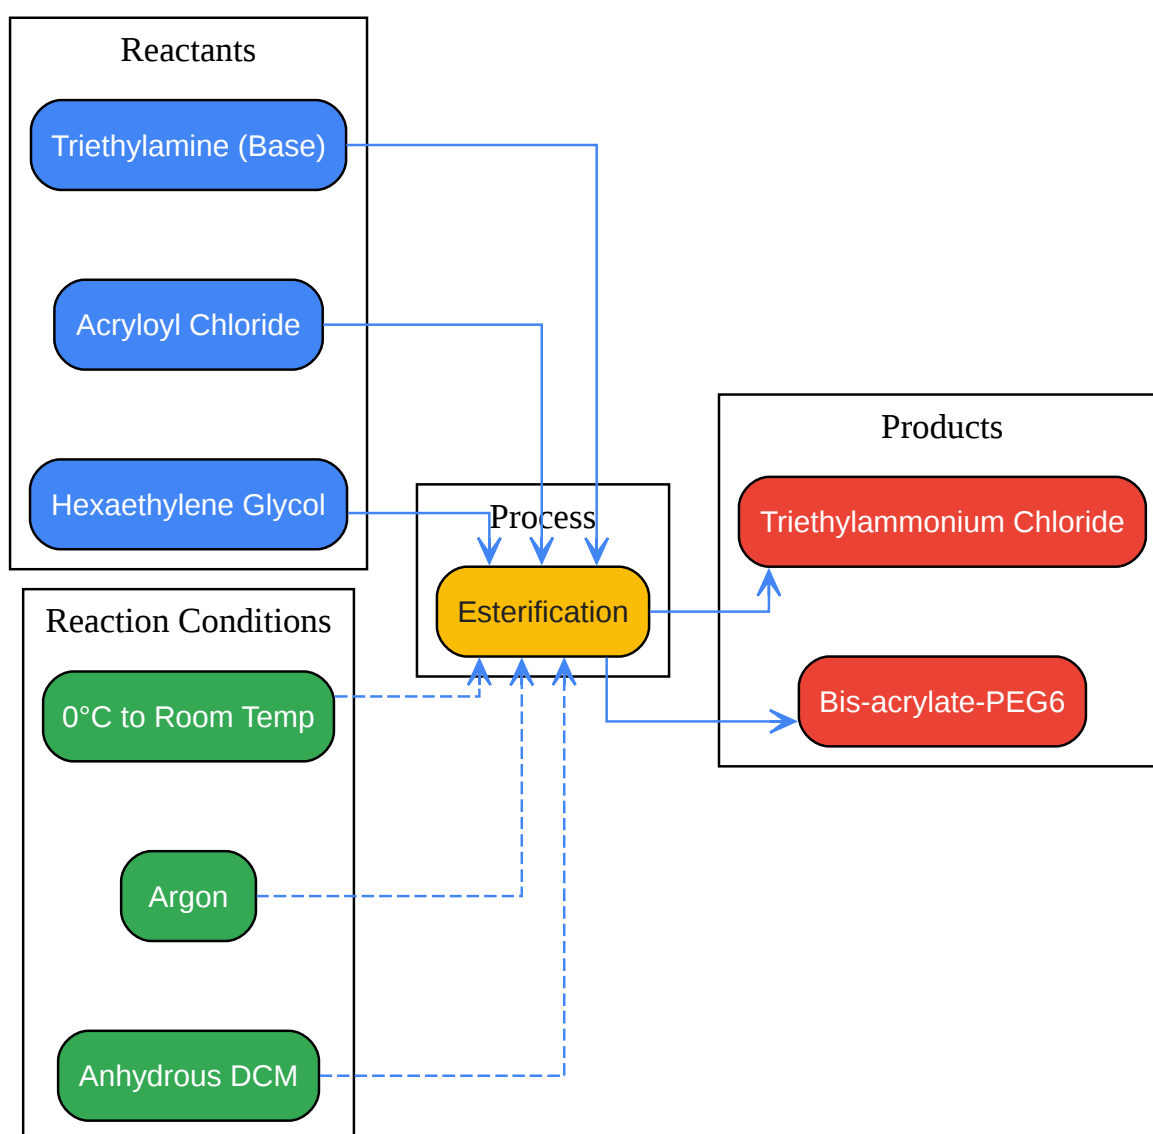 Reactants
Triethylamine (Base)
Acryloyl Chloride
Hexaethylene Glycol
Reaction Conditions
0°C to Room Temp
Argon
Anhydrous DCM
Process
Esterification
Products
Triethylammonium Chloride
Bis-acrylate-PEG6